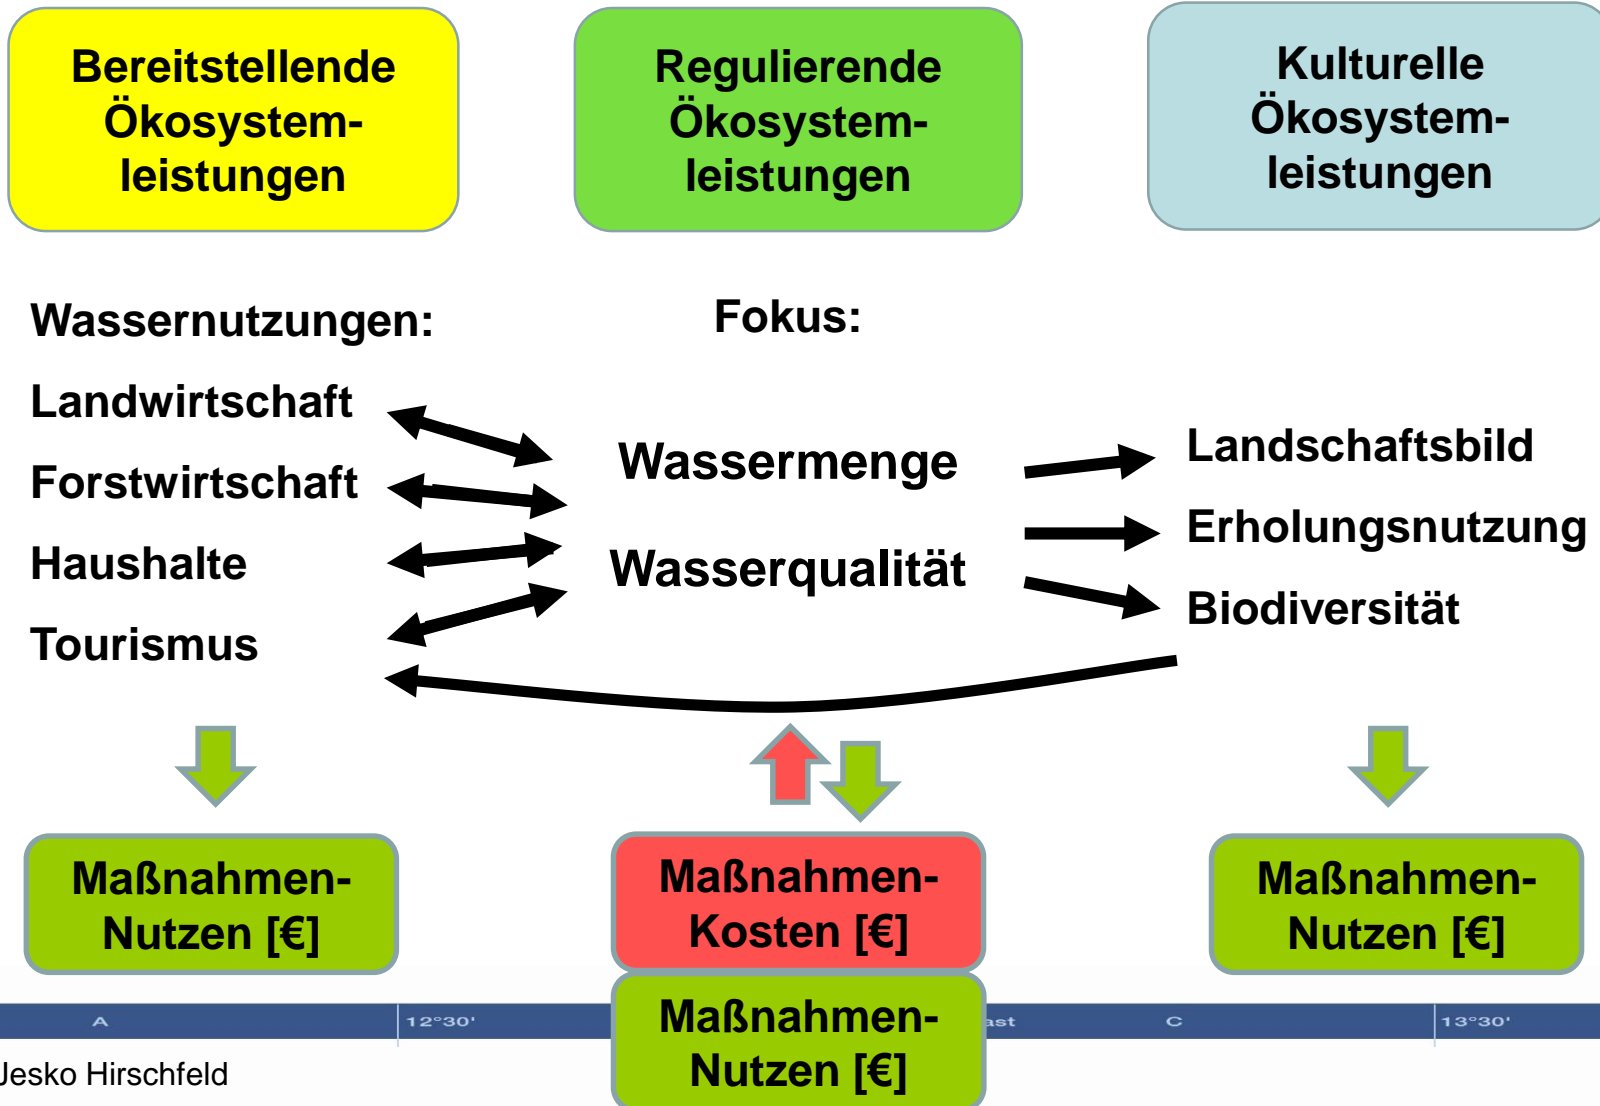 Bereitstellende
Ökosystem-
leistungen
Regulierende
Ökosystem-
leistungen
Kulturelle
Ökosystem-
leistungen
Wassernutzungen:
Landwirtschaft
Forstwirtschaft
Haushalte
Tourismus
Fokus:
Wassermenge
Wasserqualität
Landschaftsbild
Erholungsnutzung
Biodiversität
Maßnahmen-
Nutzen [€]
Maßnahmen-
Kosten [€]
Maßnahmen-
Nutzen [€]
Maßnahmen-
Nutzen [€]
A
12°30'
ast
C
13°30'
Jesko Hirschfeld